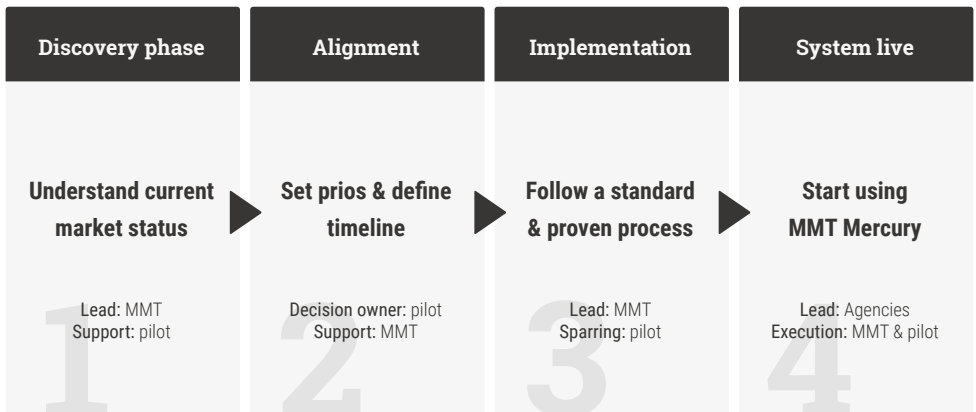 Discovery phase
Understand current
market status
Lead: MMT
Support: pilot
1
Alignment
Set prios & define
timeline
Decision owner: pilot
Support: MMT
2
Implementation
Follow a standard
& proven process
Lead: MMT
Sparring: pilot
3
System live
Start using
MMT Mercury
Lead: Agencies
Execution: MMT & pilot
4